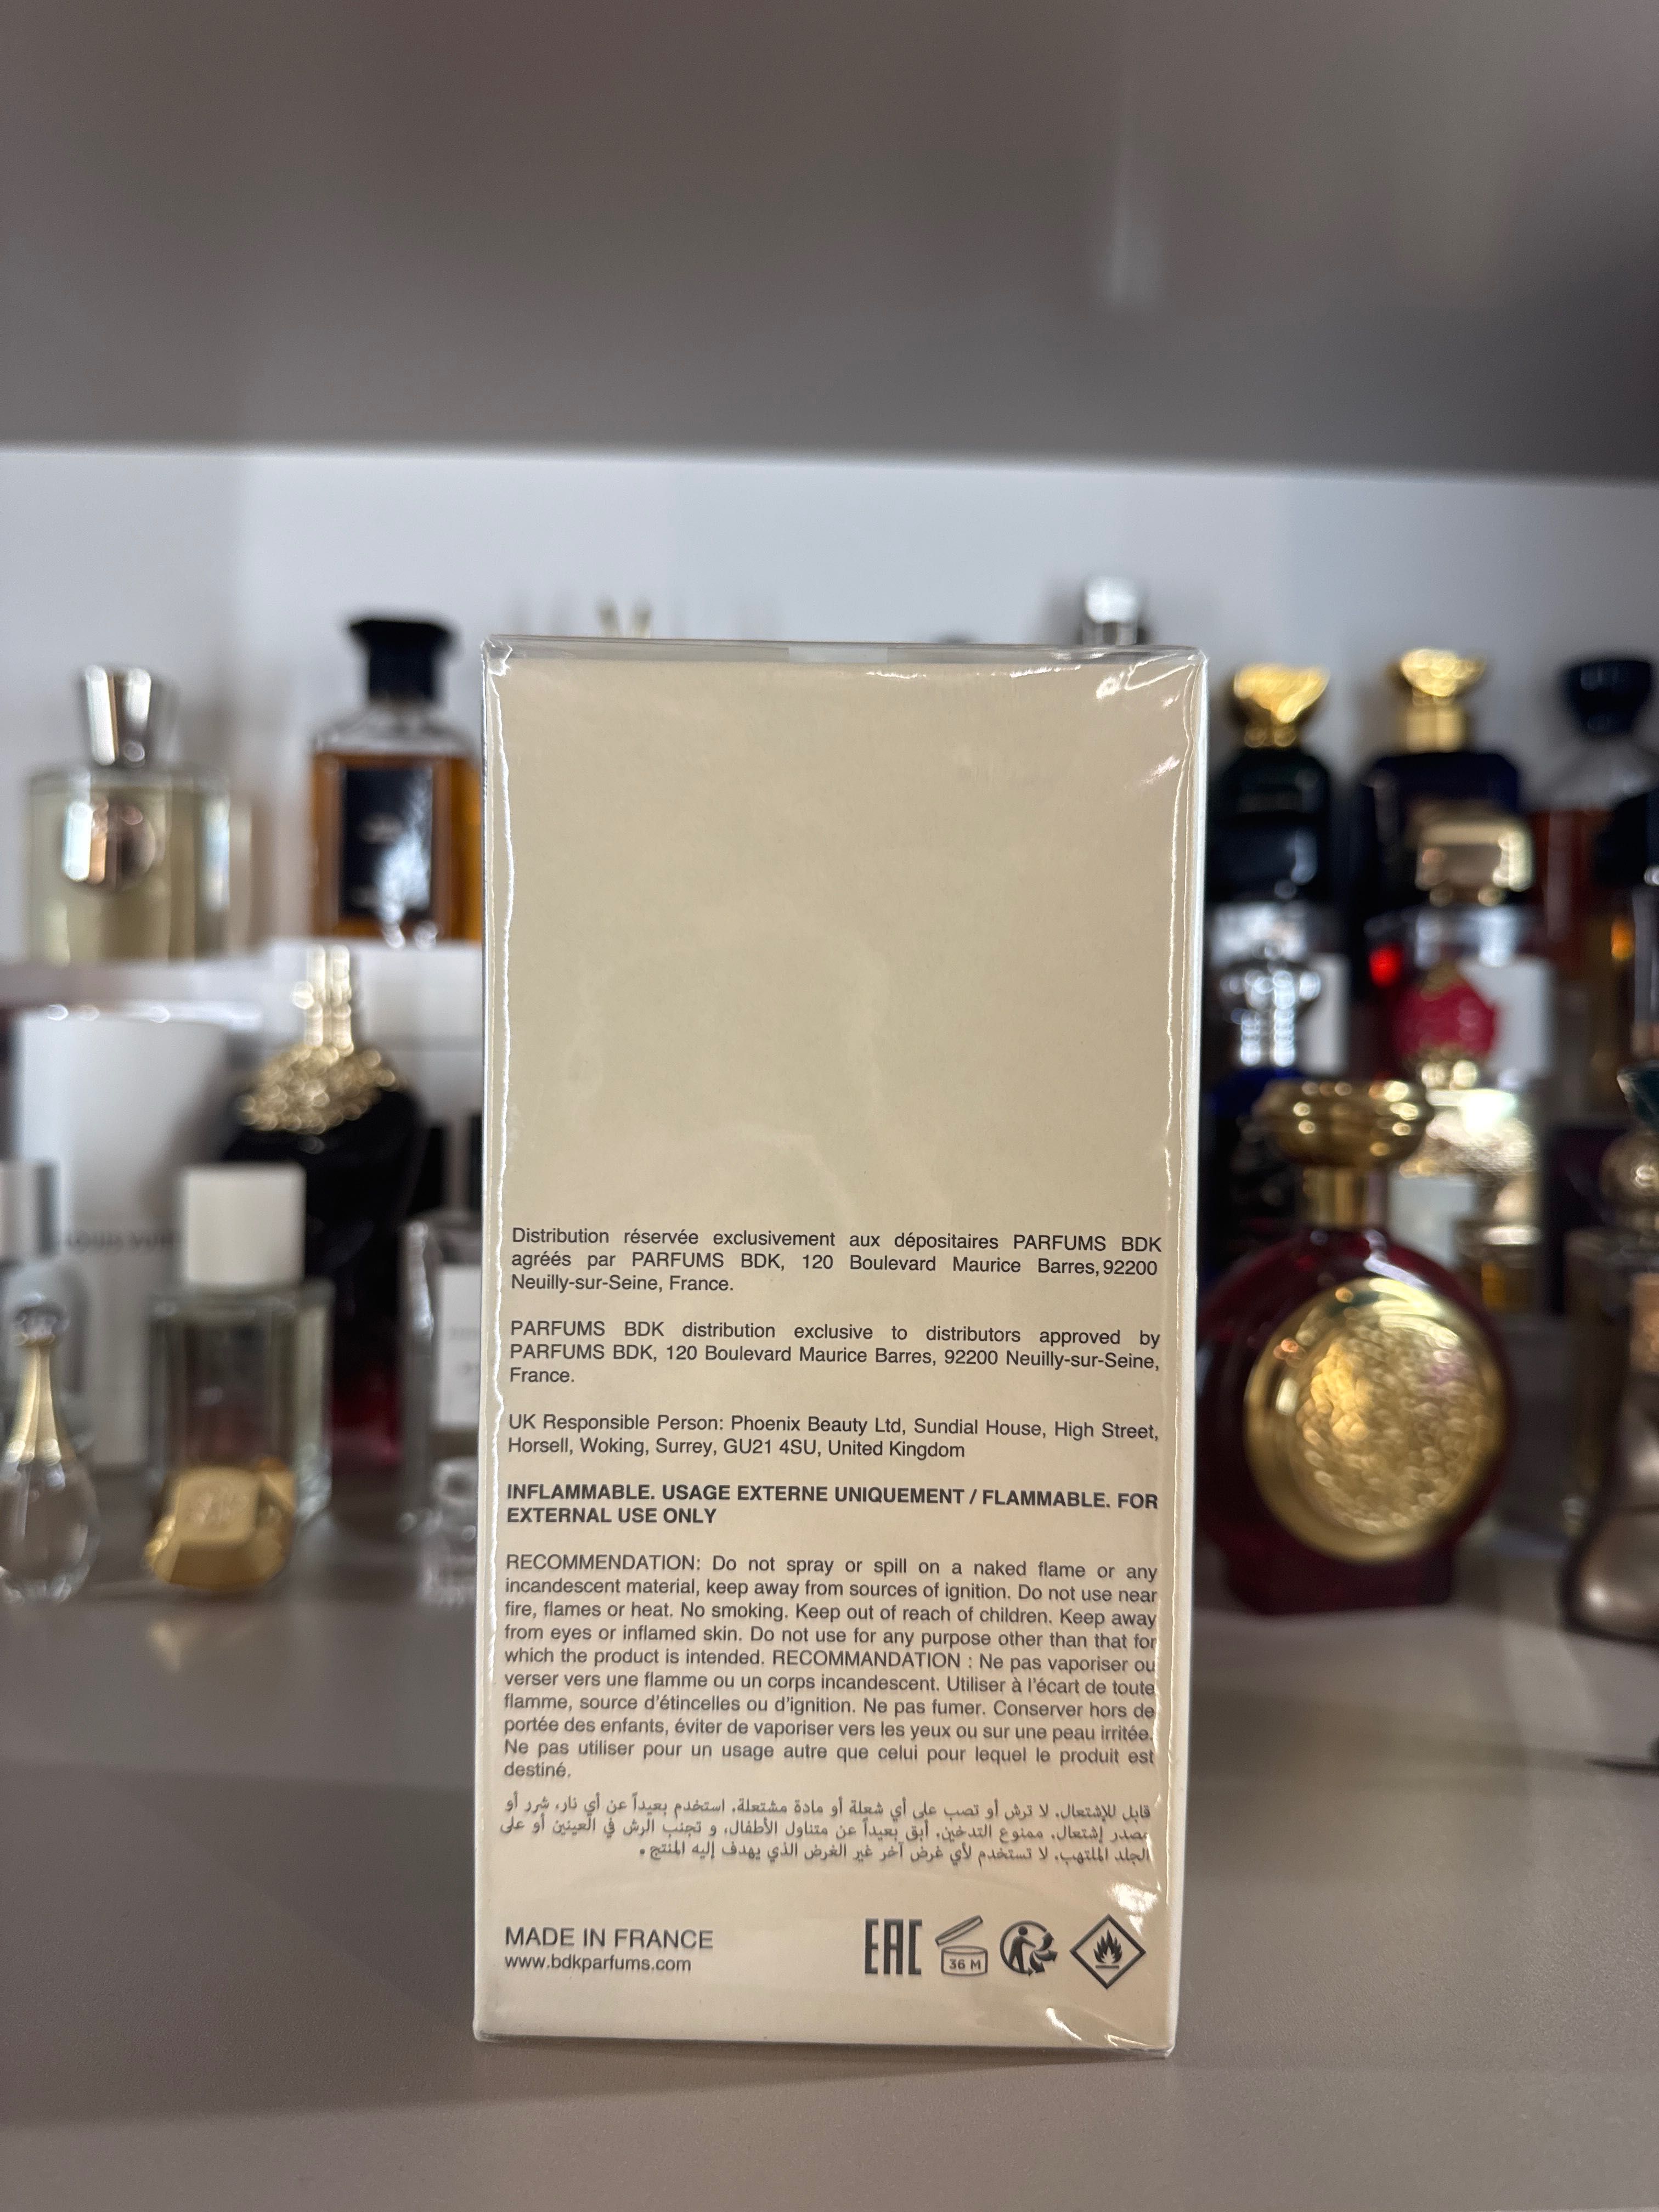 Distribution réservée exclusivement aux dépositaires PARFUMS BDK
agréés par PARFUMS BDK, 120 Boulevard Maurice Barres, 92200
Neuilly-sur-Seine, France.
PARFUMS BDK distribution exclusive to distributors approved by
PARFUMS BDK, 120 Boulevard Maurice Barres, 92200 Neuilly-sur-Seine,
France.
UK Responsible Person: Phoenix Beauty Ltd, Sundial House, High Street,
Horsell, Woking, Surrey, GU21 4SU, United Kingdom
INFLAMMABLE. USAGE EXTERNE UNIQUEMENT / FLAMMABLE. FOR
EXTERNAL USE ONLY
RECOMMENDATION: Do not spray or spill on a naked flame or any
incandescent material, keep away from sources of ignition. Do not use near
fire, flames or heat. No smoking. Keep out of reach of children. Keep away
from eyes or inflamed skin. Do not use for any purpose other than that for
which the product is intended. RECOMMANDATION : Ne pas vaporiser ou
verser vers une flamme ou un corps incandescent. Utiliser à l'écart de toute
flamme, source d'étincelles ou d'ignition. Ne pas fumer. Conserver hors de
portée des enfants, éviter de vaporiser vers les yeux ou sur une peau irritée.
Ne pas utiliser pour un usage autre que celui pour lequel le produit est
destiné.
قابل للإشتعال. لا ترش أو تصب على أي شعلة أو مادة مشتعلة. استخدم بعيداً عن أي نار، شرر أو
مصدر إشتعال. ممنوع التدخين. أبق بعيداً عن متناول الأطفال، و تجنب الرش في العينين أو على
الجلد الملتهب. لا تستخدم لأي غرض آخر غير الغرض الذي يهدف إليه المنتج.
MADE IN FRANCE
www.bdkparfums.com
EAC
36 M